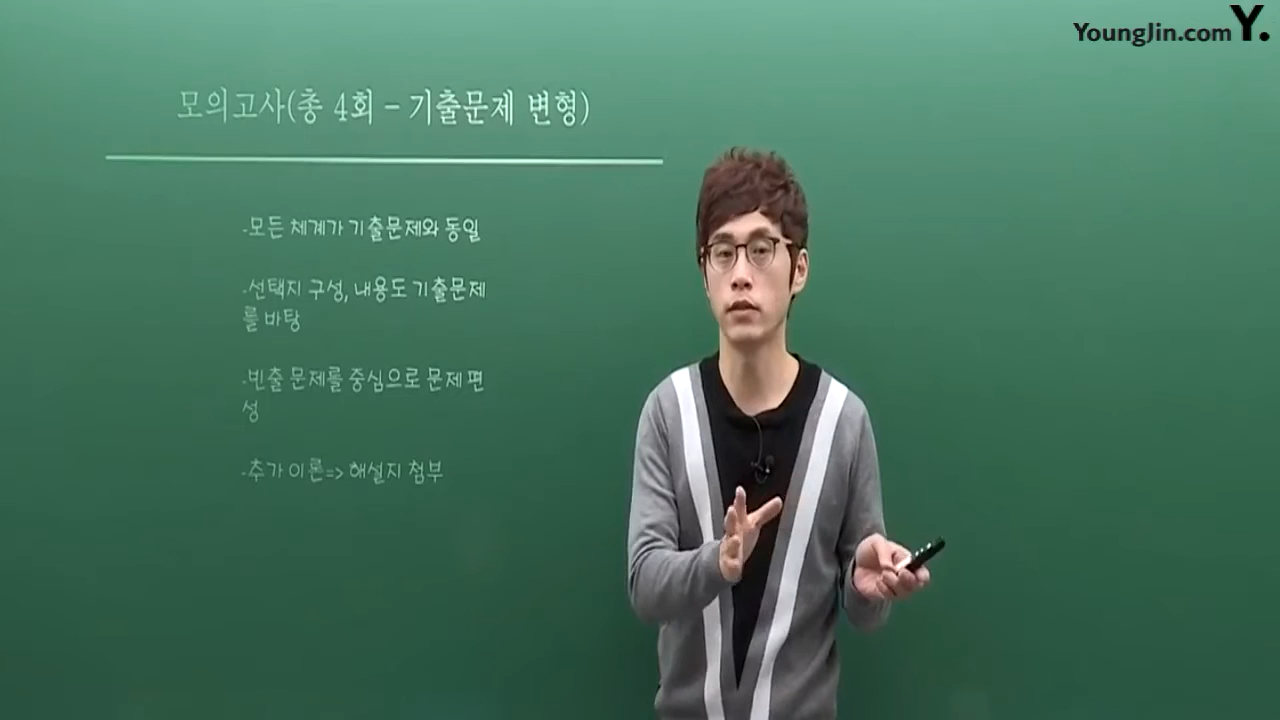 YoungJin.com Y.
모의고사(총 4회 - 기출문제 변형)
-모든 체계가 기출문제와 동일
-선택지 구성, 내용도 기출문제
를 바탕
-빈출 문제를 중심으로 문제 편
성
-추가 이론=> 해설지 첨부